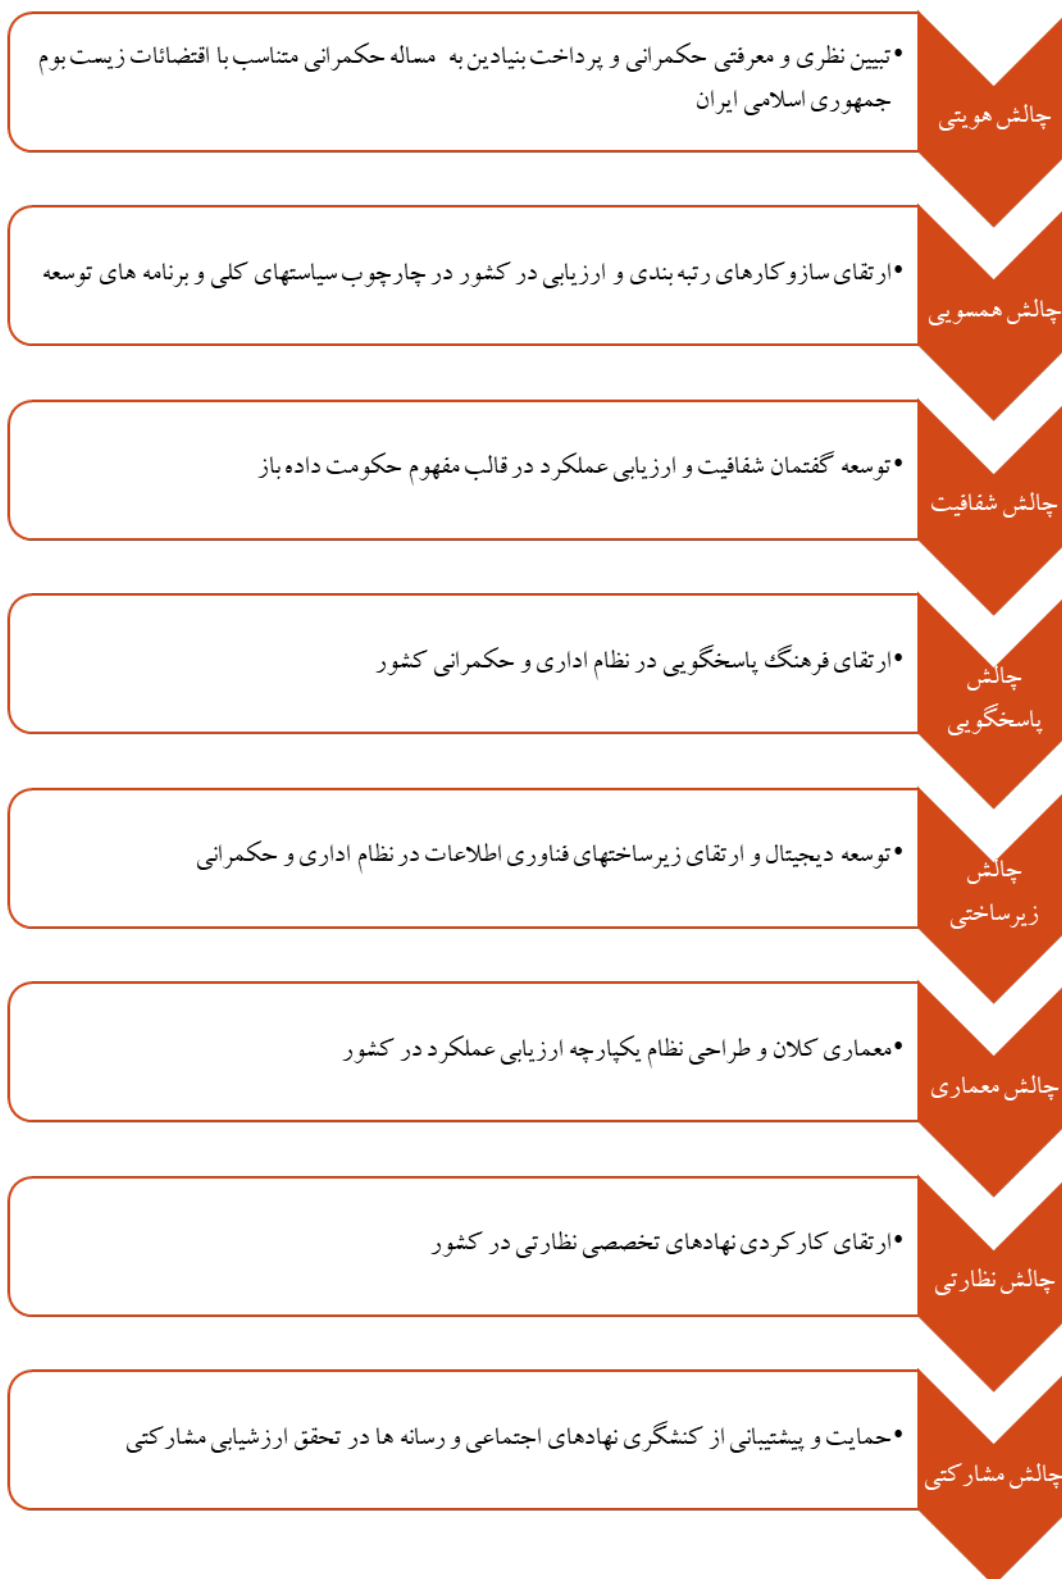 چالش هویتی
•تبیین نظری و معرفتی حکمرانی و پرداخت بنیادین به مساله حکمرانی متناسب با اقتضائات زیست بوم
جمهوری اسلامی ایران
چالش همسویی
•ارتقای سازوکارهای رتبه بندی و ارزیابی در کشور در چارچوب سیاستهای کلی و برنامه های توسعه
چالش شفافیت
•توسعه گفتمان شفافیت و ارزیابی عملکرد در قالب مفهوم حکومت داده باز
چالش
پاسخگویی
•ارتقای فرهنگ پاسخگویی در نظام اداری و حکمرانی کشور
چالش
زیرساختی
•توسعه دیجیتال و ارتقای زیرساختهای فناوری اطلاعات در نظام اداری و حکمرانی
چالش معماری
•معماری کلان و طراحی نظام یکپارچه ارزیابی عملکرد در کشور
چالش نظارتی
•ارتقای کارکردی نهادهای تخصصی نظارتی در کشور
چالش مشارکتی
•حمایت و پیشتیبانی از کنشگری نهادهای اجتماعی و رسانه ها در تحقق ارزشیابی مشارکتی